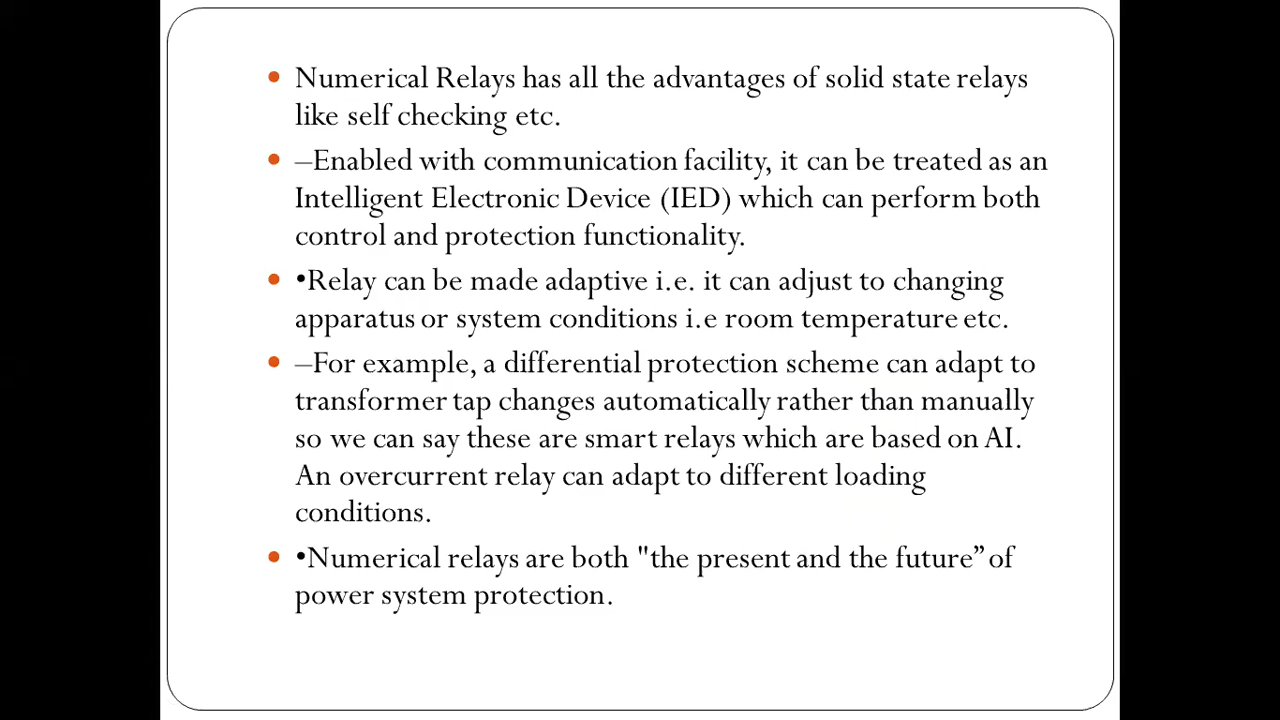 • Numerical Relays has all the advantages of solid state relays
like self checking etc.
• –Enabled with communication facility, it can be treated as an
Intelligent Electronic Device (IED) which can perform both
control and protection functionality.
• •Relay can be made adaptive i.e. it can adjust to changing
apparatus or system conditions i.e room temperature etc.
• –For example, a differential protection scheme can adapt to
transformer tap changes automatically rather than manually
so we can say these are smart relays which are based on AI.
An overcurrent relay can adapt to different loading
conditions.
• •Numerical relays are both "the present and the future” of
power system protection.